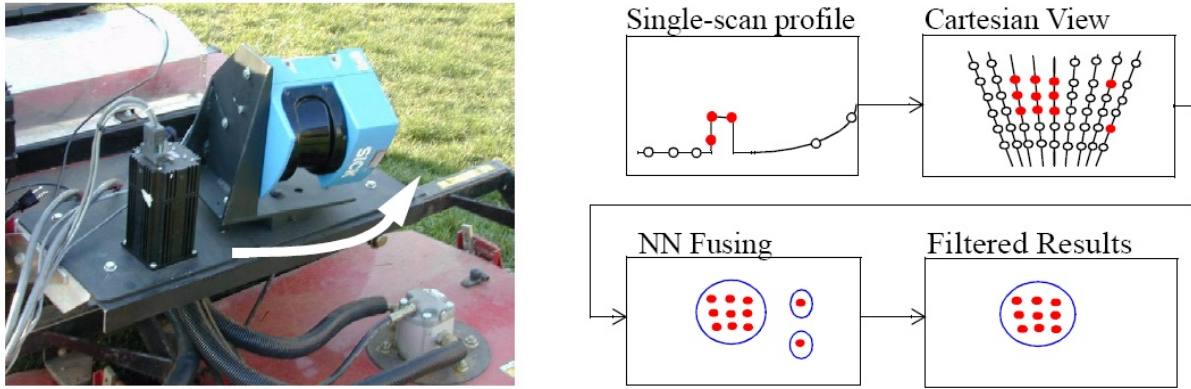 SICK
Single-scan profile
Cartesian View
NN Fusing
Filtered Results